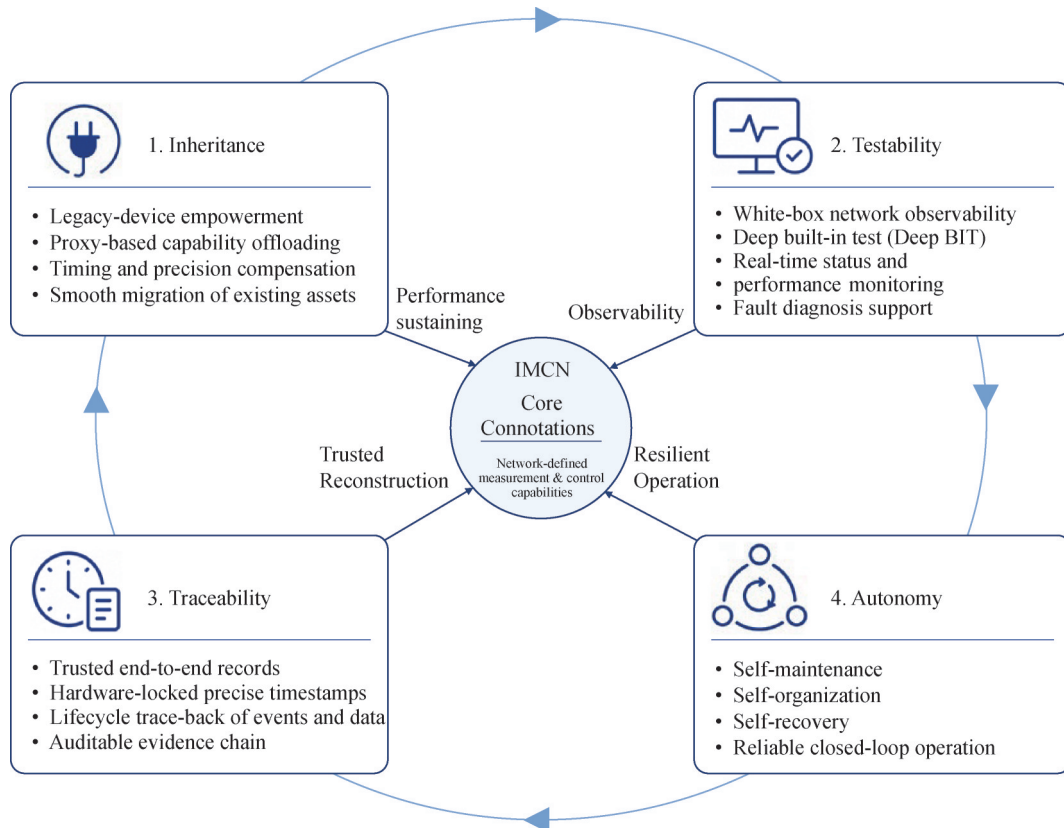 1. Inheritance
• Legacy-device empowerment
• Proxy-based capability offloading
• Timing and precision compensation
• Smooth migration of existing assets
2. Testability
• White-box network observability
• Deep built-in test (Deep BIT)
• Real-time status and
• performance monitoring
• Fault diagnosis support
Performance
sustaining
Observability
IMCN
Core
Connotations
Network-defined
measurement & control
capabilities
Trusted
Reconstruction
Resilient
Operation
3. Traceability
• Trusted end-to-end records
• Hardware-locked precise timestamps
• Lifecycle trace-back of events and data
• Auditable evidence chain
4. Autonomy
• Self-maintenance
• Self-organization
• Self-recovery
• Reliable closed-loop operation